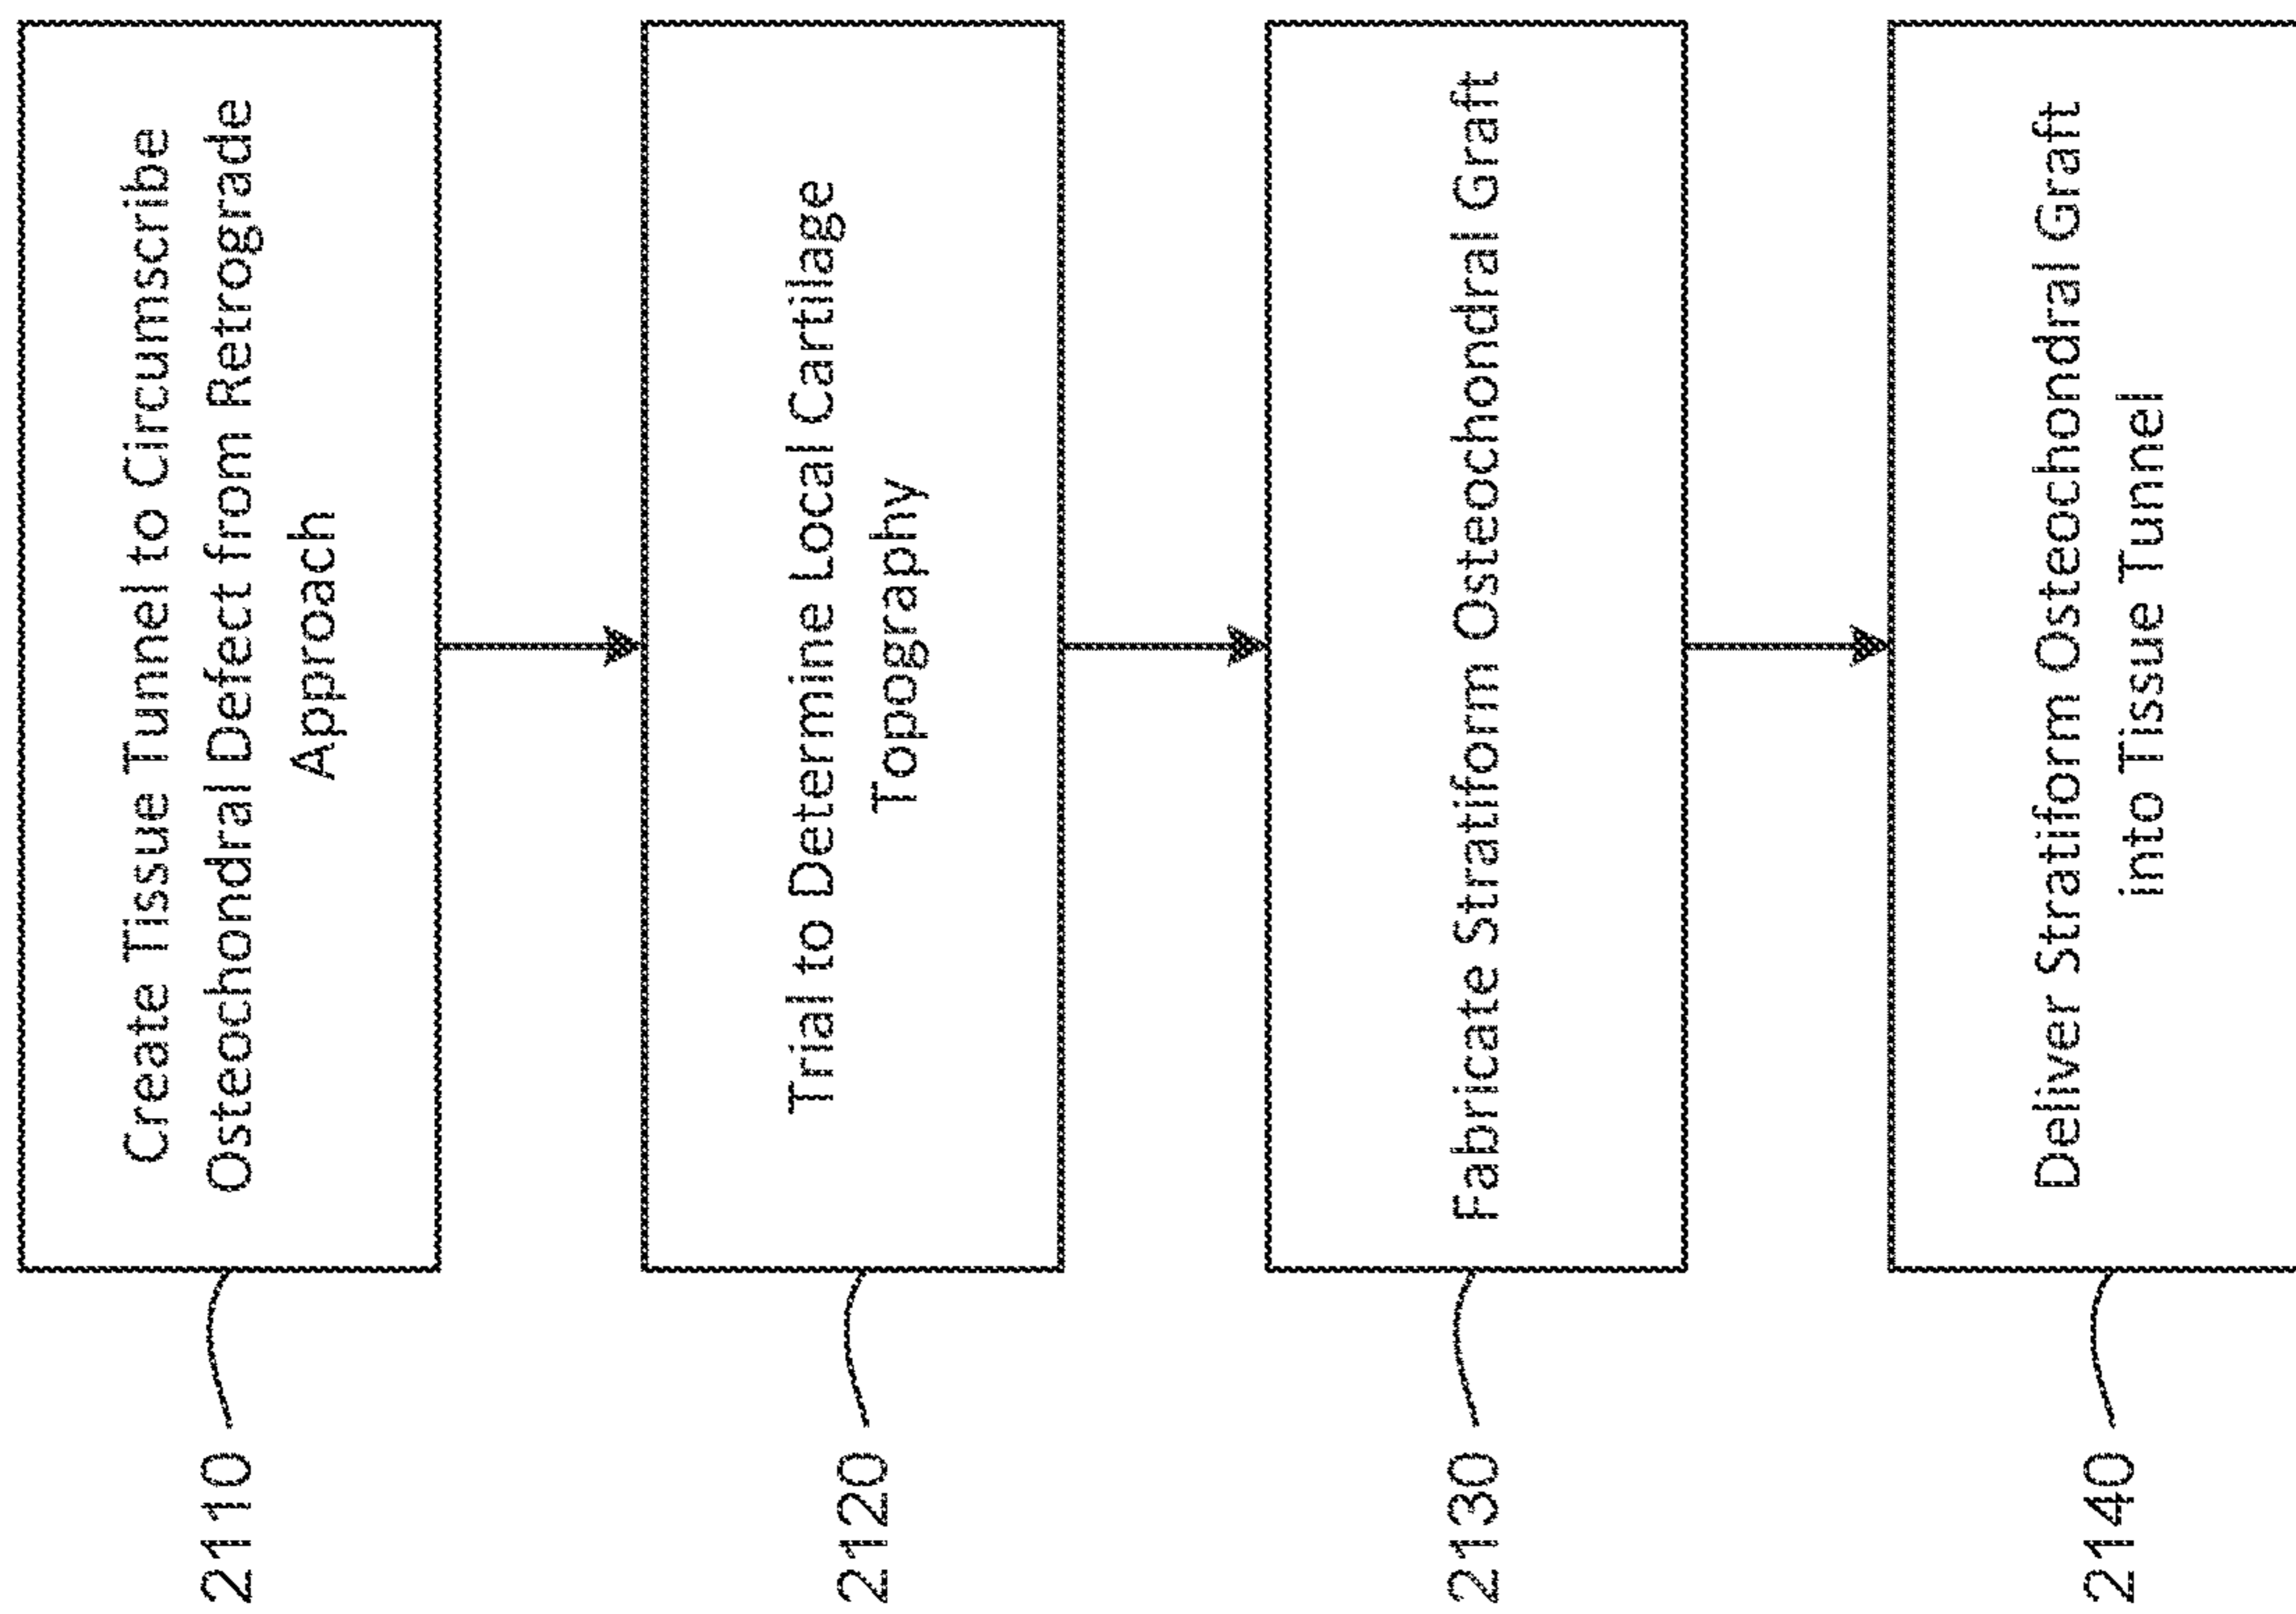 Create Tissue Tunnel to Circumscribe
Osteochondral Defect from Retrograde
Approach
2110
Trial to Determine Local Cartilage
Topography
2120
Fabricate Stratiform Osteochondral Graft
2130
Deliver Stratiform Osteochondral Graft
into Tissue Tunnel
2140